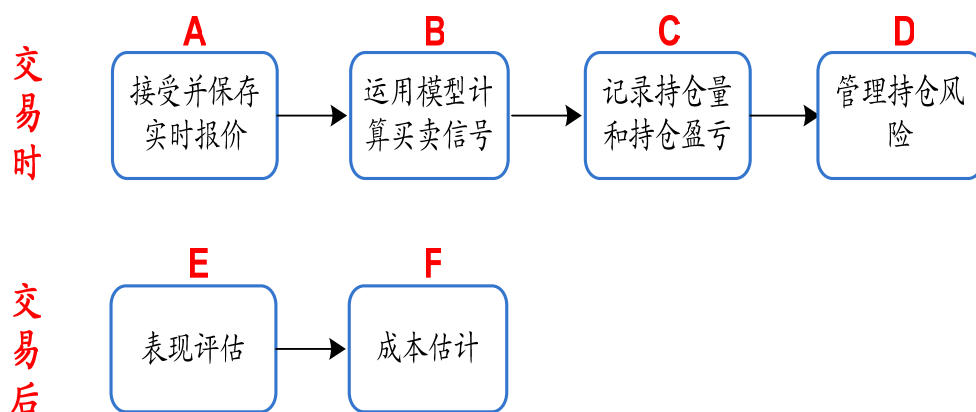 交易时
A
B
C
D
接受并保存
实时报价
运用模型计
算买卖信号
记录持仓量
和持仓盈亏
管理持仓风
险
交易后
E
F
表现评估
成本估计